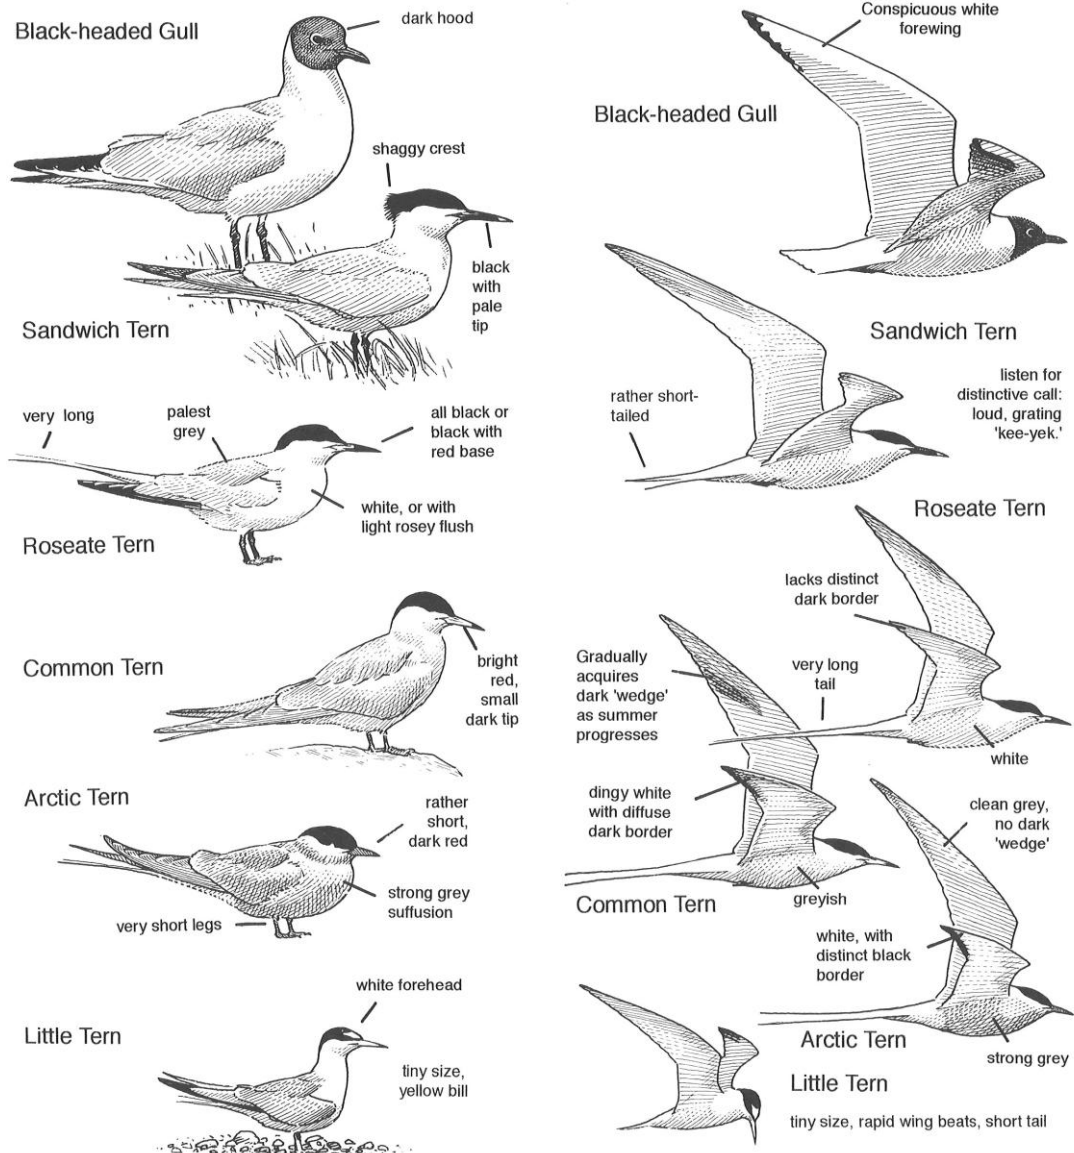 Black-headed Gull
dark hood
shaggy crest
black
with
pale
tip
Sandwich Tern
very long
palest
grey
all black or
black with
red base
white, or with
light rosey flush
Roseate Tern
Common Tern
bright
red,
small
dark tip
Arctic Tern
rather
short,
dark red
strong grey
suffusion
very short legs
white forehead
Little Tern
tiny size,
yellow bill
Conspicuous white
forewing
Black-headed Gull
Sandwich Tern
rather short-
tailed
listen for
distinctive call:
loud, grating
'kee-yek.'
Roseate Tern
lacks distinct
dark border
very long
tail
white
Gradually
acquires
dark 'wedge'
as summer
progresses
dingy white
with diffuse
dark border
greyish
Common Tern
clean grey,
no dark
'wedge'
white, with
distinct black
border
Arctic Tern
strong grey
Little Tern
tiny size, rapid wing beats, short tail